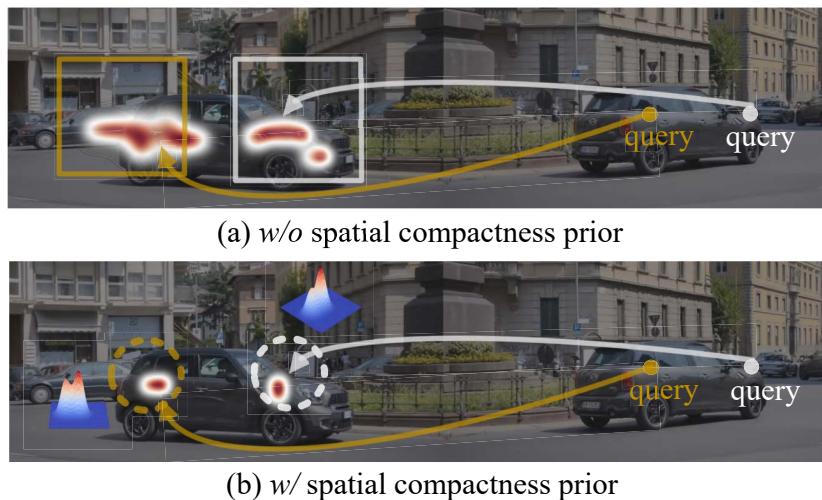 query query
(a) w/o spatial compactness prior
query query
(b) w/ spatial compactness prior